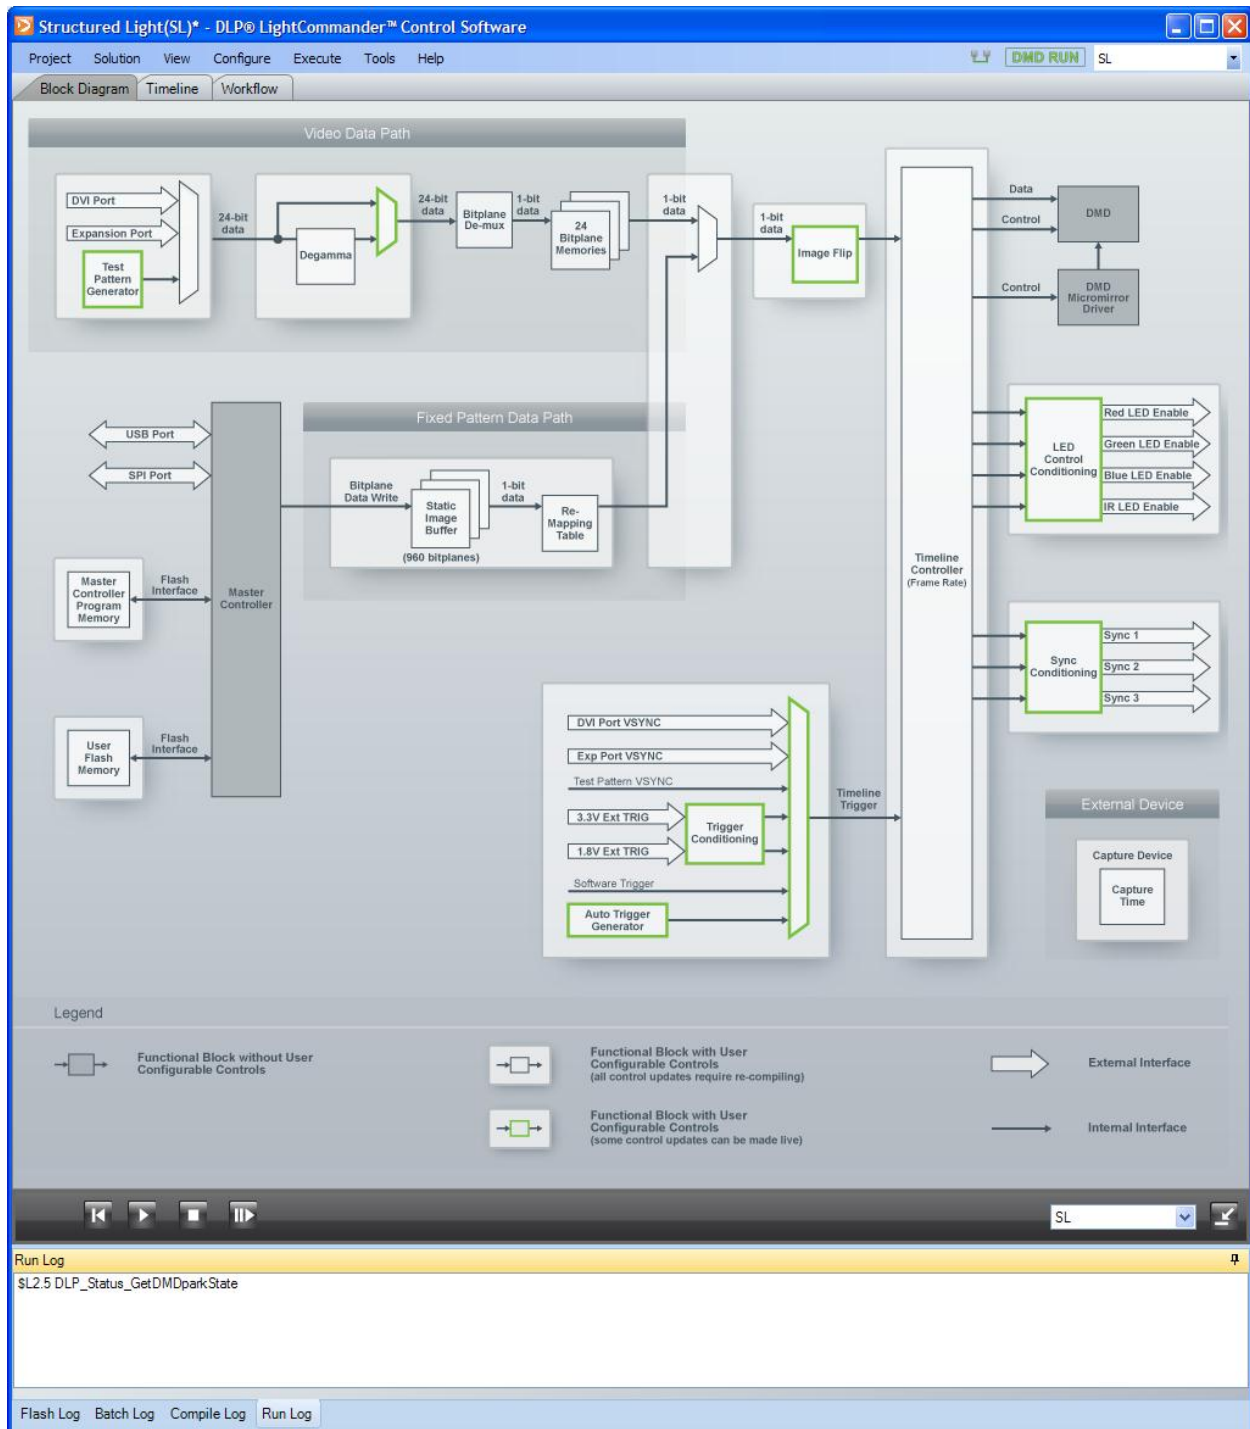 Structured Light(SL)* - DLP® LightCommander™ Control Software
Project Solution View Configure Execute Tools Help
DMD RUN
SL
Block Diagram Timeline Workflow
Video Data Path
DVI Port
Expansion Port
Test
Pattern
Generator
24-bit
data
Degamma
24-bit
data
Bitplane
De-mux
1-bit
data
24
Bitplane
Memories
1-bit
data
1-bit
data
Image Flip
Data
Control
DMD
Control
DMD
Micromirror
Driver
USB Port
SPI Port
Master
Controller
Program
Memory
Flash
Interface
Master
Controller
User
Flash
Memory
Flash
Interface
Fixed Pattern Data Path
Bitplane
Data Write
Static
Image
Buffer
(960 bitplanes)
1-bit
data
Re-
Mapping
Table
Timeline
Controller
(Frame Rate)
LED
Control
Conditioning
Red LED Enable
Green LED Enable
Blue LED Enable
IR LED Enable
Sync
Conditioning
Sync 1
Sync 2
Sync 3
DVI Port VSYNC
Exp Port VSYNC
Test Pattern VSYNC
3.3V Ext TRIG
1.8V Ext TRIG
Trigger
Conditioning
Software Trigger
Auto Trigger
Generator
Timeline
Trigger
External Device
Capture Device
Capture
Time
Legend
Functional Block without User
Configurable Controls
Functional Block with User
Configurable Controls
(all control updates require re-compiling)
Functional Block with User
Configurable Controls
(some control updates can be made live)
External Interface
Internal Interface
SL
Run Log
$L2.5 DLP_Status_GetDMDparkState
Flash Log Batch Log Compile Log Run Log